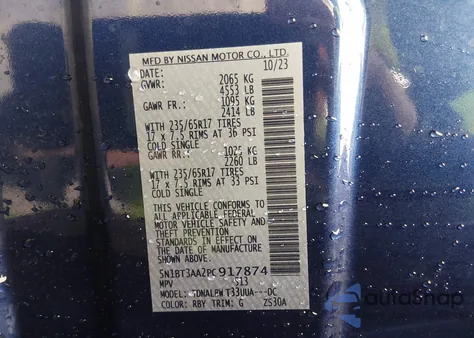 MFD BY NISSAN MOTOR CO., LTD.
DATE: 10/23
GVWR: 2065 KG
4553 LB
GAWR FR.: 1095 KG
2414 LB
WITH 235/65R17 TIRES
17 x 7.5 RIMS AT 36 PSI
COLD SINGLE
GAWR RR.: 1025 KG
2260 LB
WITH 235/65R17 TIRES
17 x 7.5 RIMS AT 33 PSI
COLD SINGLE
THIS VEHICLE CONFORMS TO
ALL APPLICABLE FEDERAL
MOTOR VEHICLE SAFETY
AND THEFT PREVENTION
STANDARDS IN EFFECT ON
THE DATE OF MANUFACTURE
SHOWN ABOVE.
5N1BT3AA2PC917874
MPV S13
MODEL:
COLOR: RBY TRIM: G ZS30A
autoSnap